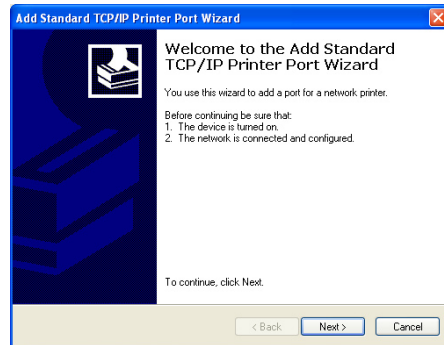 Add Standard TCP/IP Printer Port Wizard
Welcome to the Add Standard
TCP/IP Printer Port Wizard
You use this wizard to add a port for a network printer.
Before continuing be sure that:
1. The device is turned on.
2. The network is connected and configured.
To continue, click Next.
< Back Next > Cancel